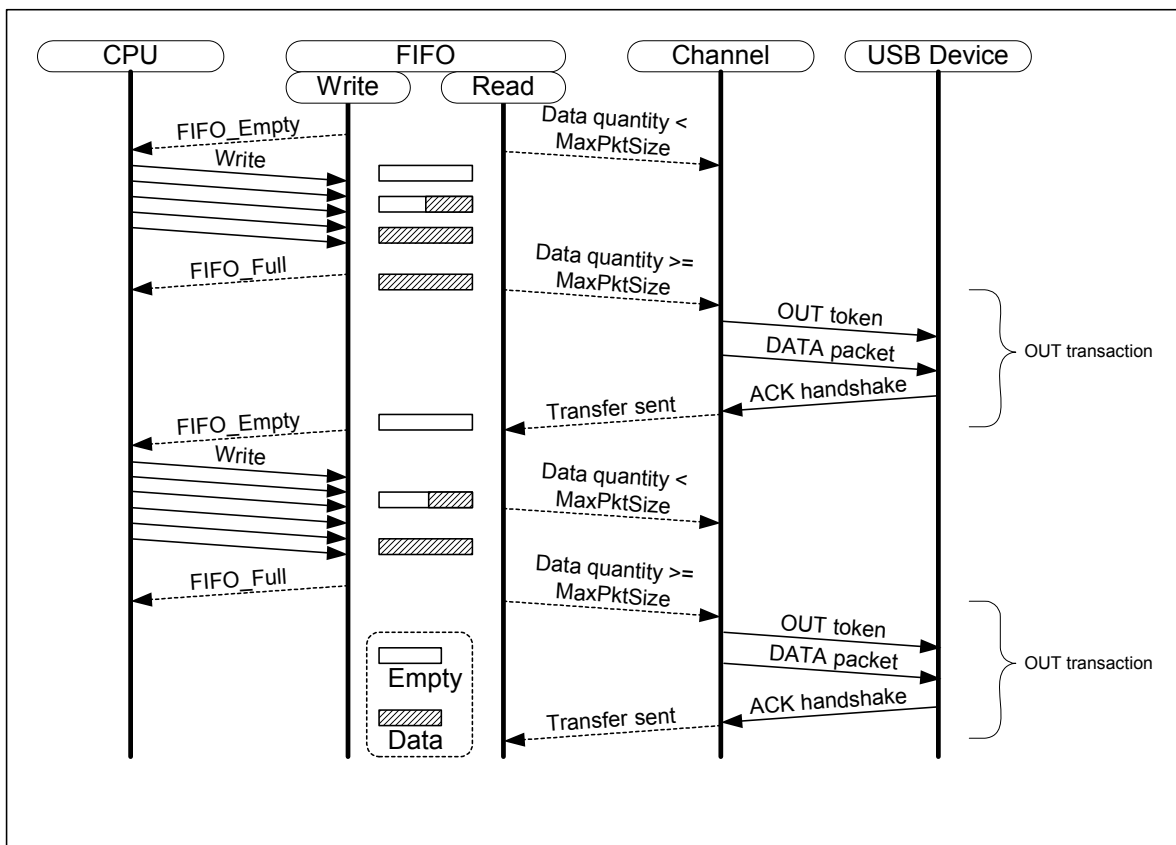 CPU
FIFO
Channel
USB Device
Write
Read
FIFO_Empty
Data quantity <
MaxPktSize
Write
FIFO_Full
Data quantity >=
MaxPktSize
OUT token
DATA packet
OUT transaction
ACK handshake
Transfer sent
FIFO_Empty
Write
Data quantity <
MaxPktSize
FIFO_Full
Data quantity >=
MaxPktSize
OUT token
DATA packet
OUT transaction
Empty
ACK handshake
Transfer sent
Data